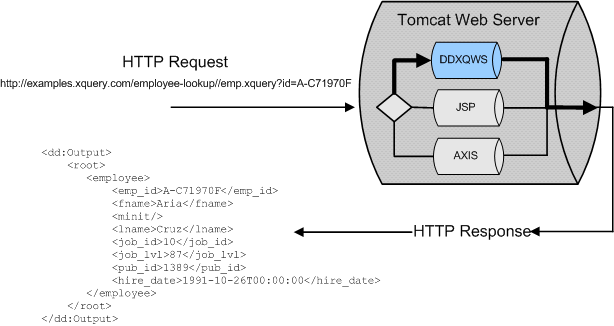 Tomcat Web Server
HTTP Request
http://examples.xquery.com/employee-lookup//emp.xquery?id=A-C71970F
DDXQWS
JSP
AXIS
<dd:Output>
<root>
<employee>
<emp_id>A-C71970F</emp_id>
<fname>Aria</fname>
<minit/>
<lname>Cruz</lname>
<job_id>10</job_id>
<job_lvl>87</job_lvl>
<pub_id>1389</pub_id>
<hire_date>1991-10-26T00:00:00</hire_date>
</employee>
</root>
</dd:Output>
HTTP Response